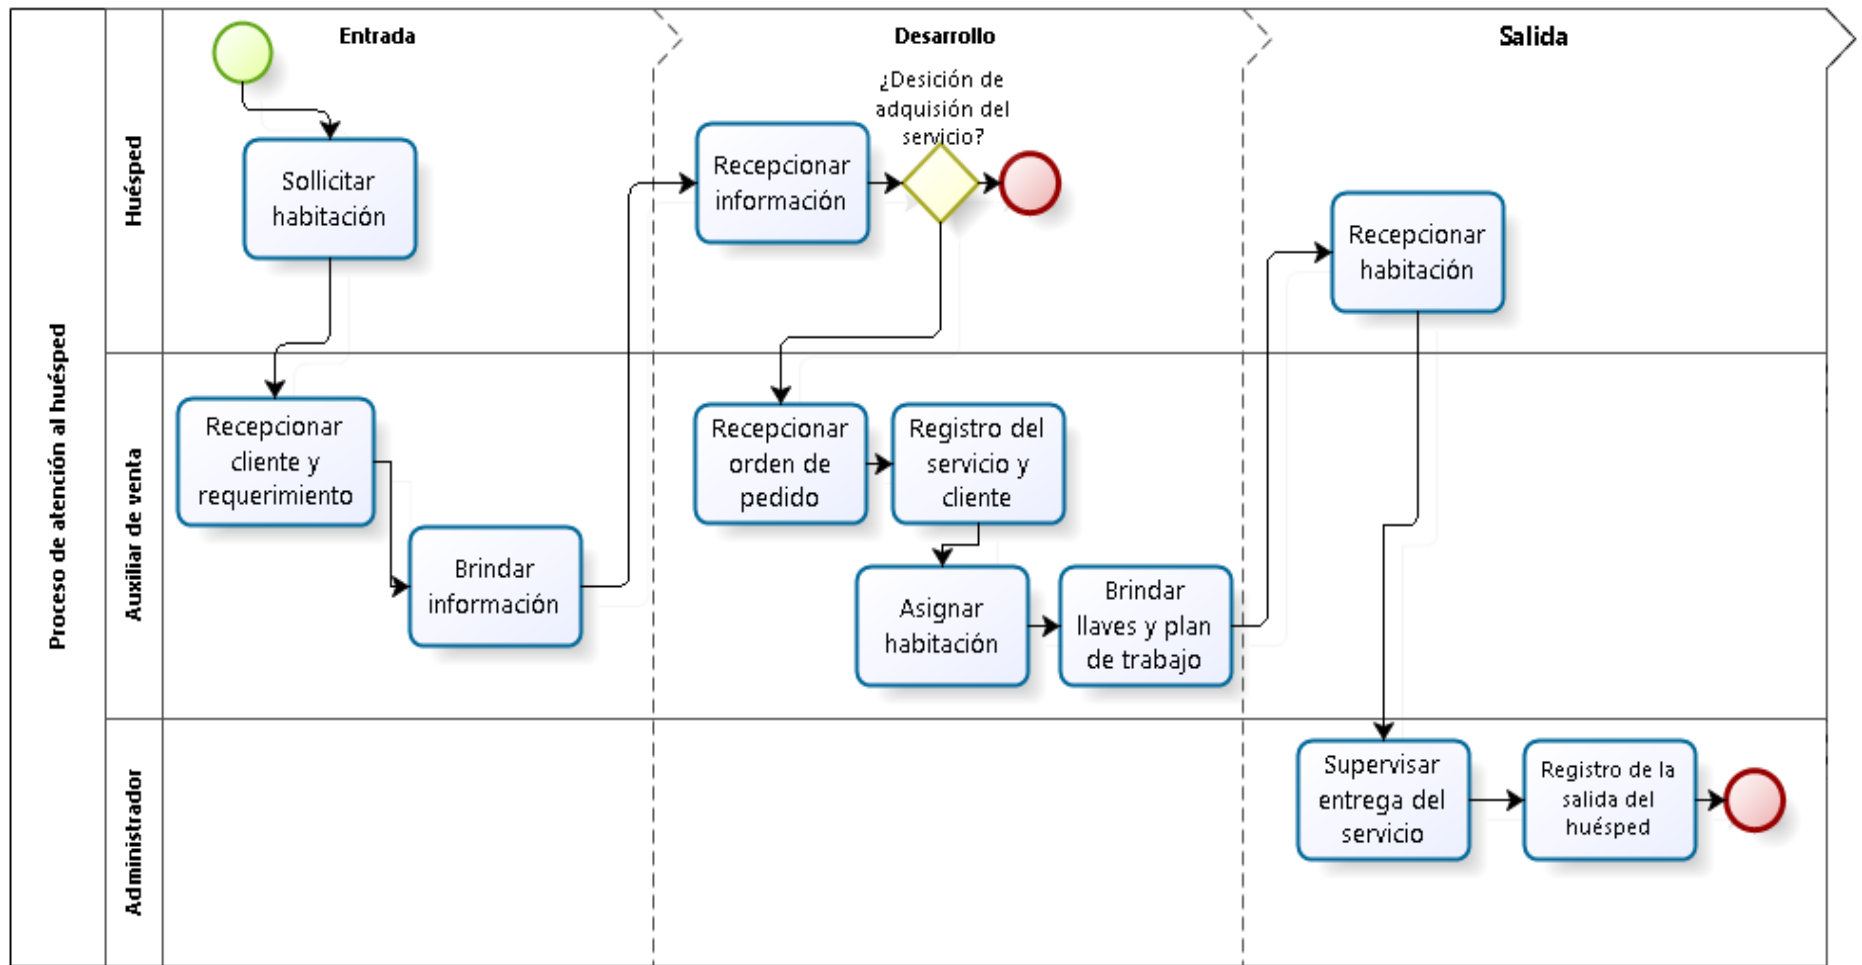 Proceso de atención al huésped
Entrada
Desarrollo
Salida
Huésped
Sollicitar
habitación
Recepcionar
información
¿Desición de
adquisión del
servicio?
Recepcionar
habitación
Auxiliar de venta
Recepcionar
cliente y
requerimiento
Brindar
información
Recepcionar
orden de
pedido
Registro del
servicio y
cliente
Asignar
habitación
Brindar
llaves y plan
de trabajo
Administrador
Supervisar
entrega del
servicio
Registro de la
salida del
huésped